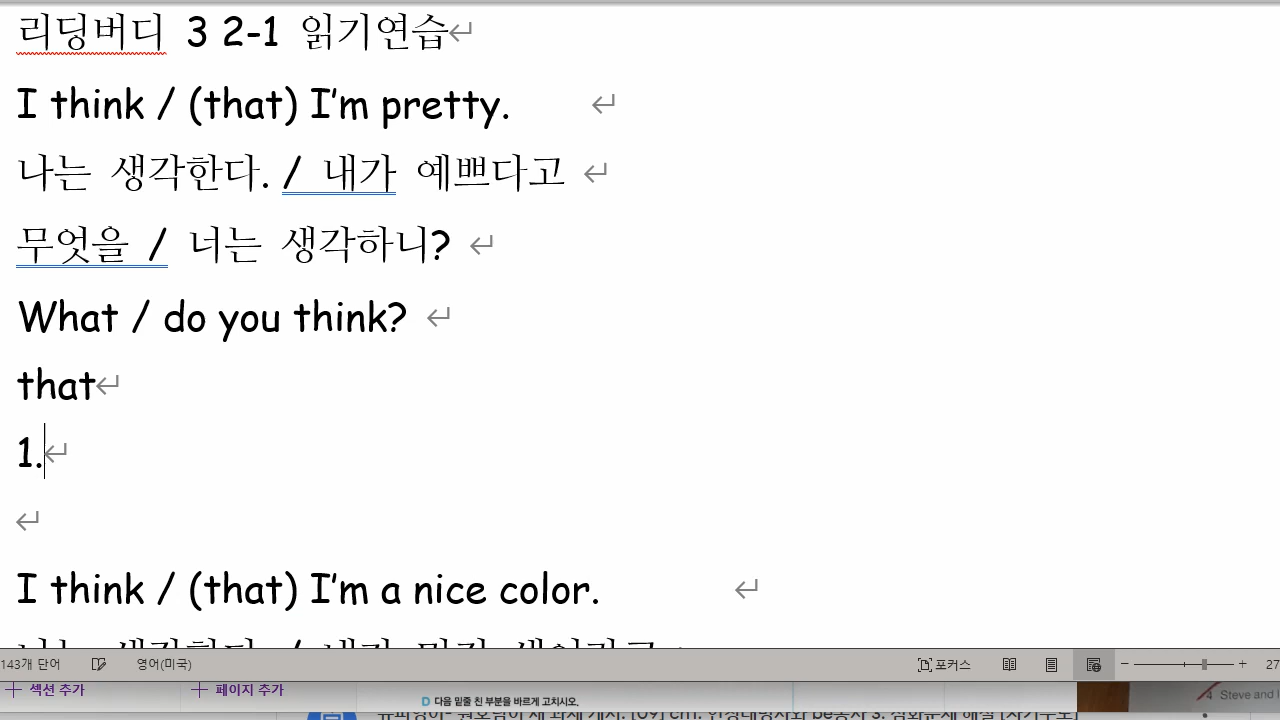 리딩버디 3 2-1 읽기연습
I think / (that) I’m pretty.
나는 생각한다. / 내가 예쁘다고
무엇을 / 너는 생각하니?
What / do you think?
that
1.
I think / (that) I’m a nice color.
143개 단어 영어(미국) 포커스 27
섹션 추가 페이지 추가
D 다음 밑줄 친 부분을 바르게 고치시오.
4 Steve and